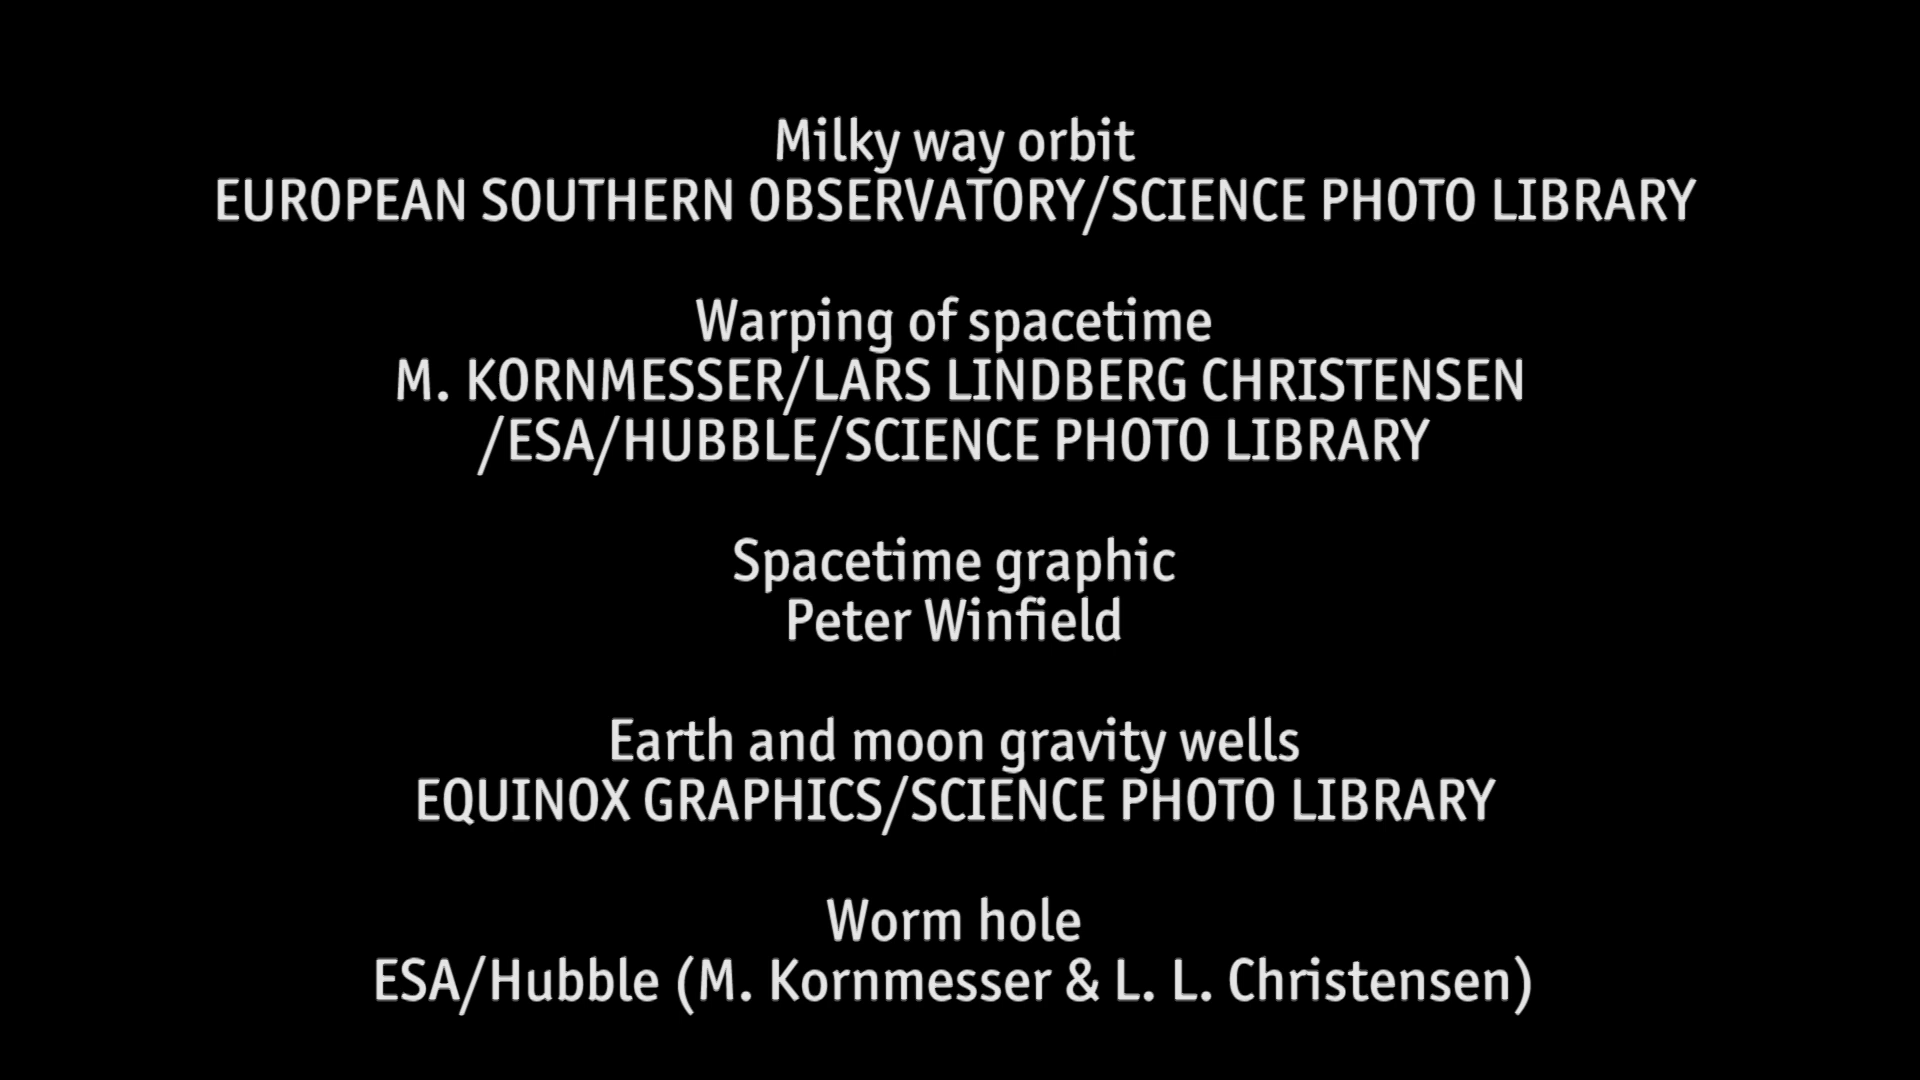 Milky way orbit
EUROPEAN SOUTHERN OBSERVATORY/SCIENCE PHOTO LIBRARY
Warping of spacetime
M. KORNMESSER/LARS LINDBERG CHRISTENSEN
/ESA/HUBBLE/SCIENCE PHOTO LIBRARY
Spacetime graphic
Peter Winfield
Earth and moon gravity wells
EQUINOX GRAPHICS/SCIENCE PHOTO LIBRARY
Worm hole
ESA/Hubble (M. Kornmesser & L. L. Christensen)